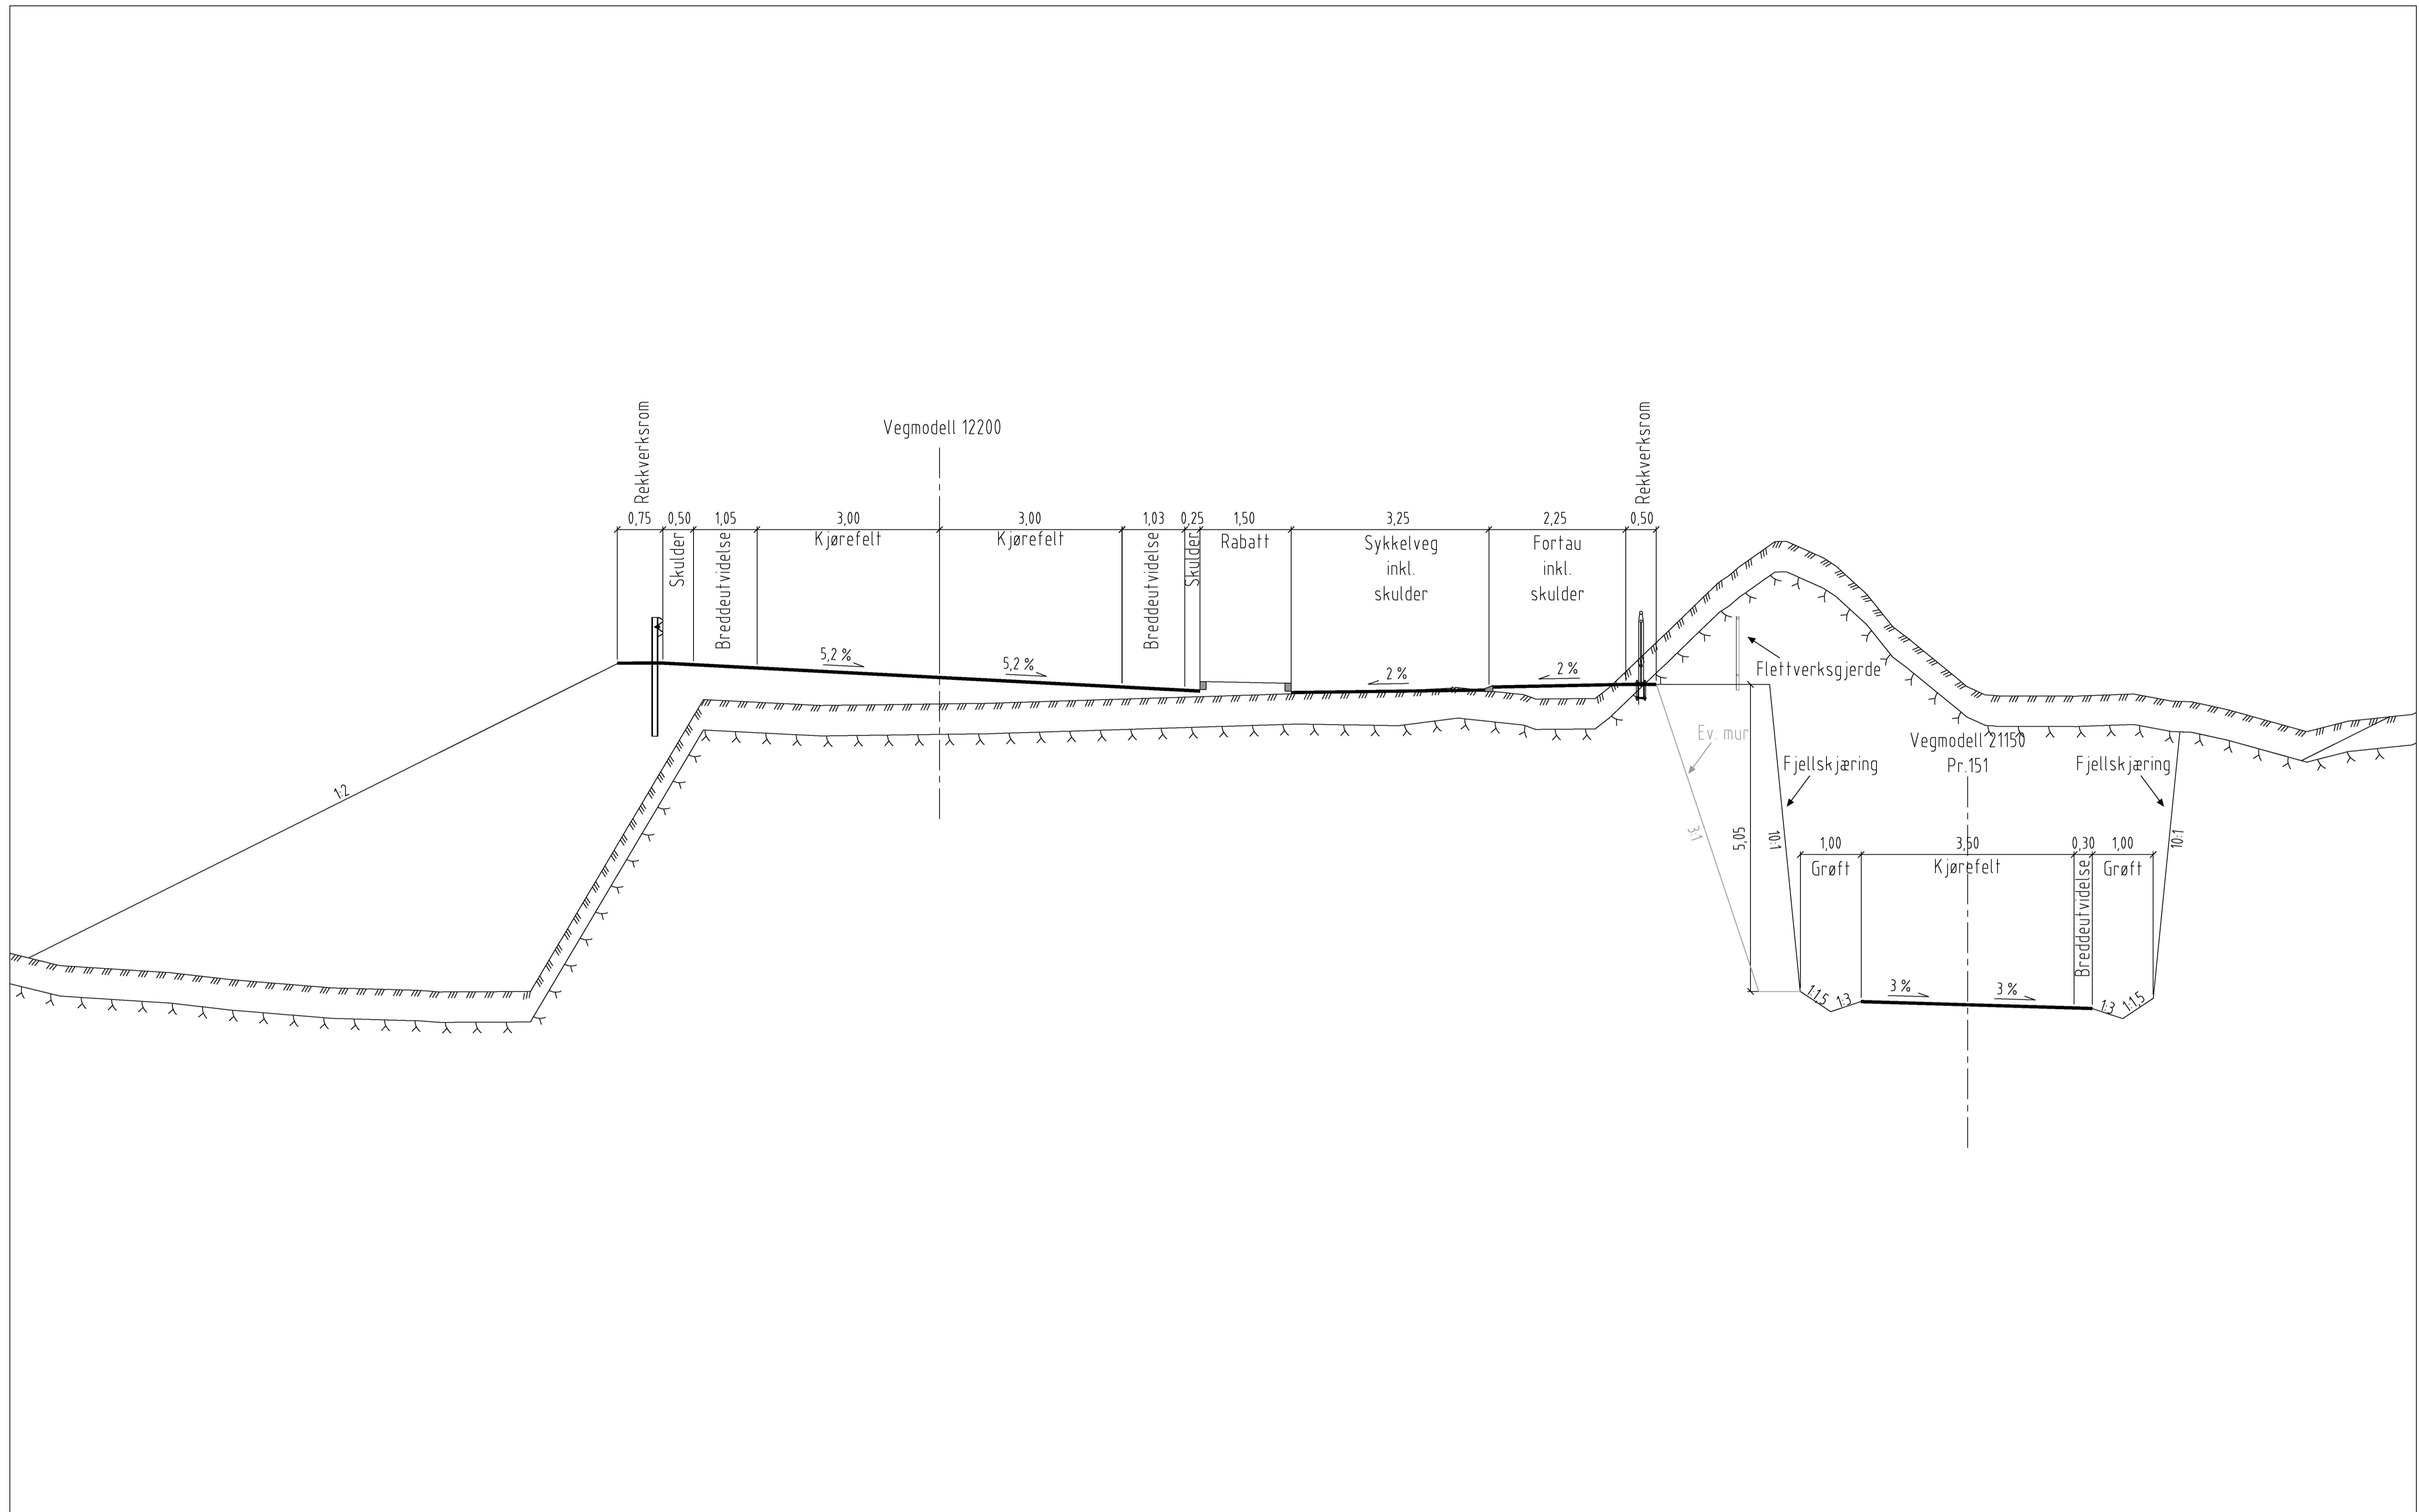 Rekkverksrom
Rekkverksrom
Vegmodell 12200
0,75
0,50
1,05
3,00
3,00
1,03
0,25
1,50
3,25
2,25
0,50
Skulder
Breddeutvidelse
Kjørefelt
Kjørefelt
Breddeutvidelse
Skulder
Rabatt
Sykkelveg
inkl.
skulder
Fortau
inkl.
skulder
5,2 %
5,2 %
2 %
2 %
Flettverksgjerde
Ev. mur
Vegmodell 21150
Pr.151
Fjellskjæring
Fjellskjæring
1:2
3:1
5,05
10:1
10:1
1,00
3,50
0,30
1,00
Grøft
Kjørefelt
Breddeutvidelse
Grøft
1:1,5
1:3
3 %
3 %
1:3
1:1,5